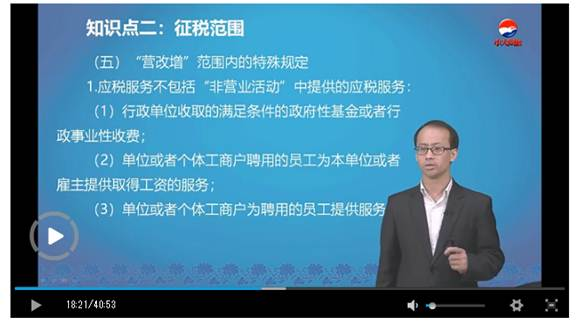 知识点二：征税范围
（五）“营改增”范围内的特殊规定
1.应税服务不包括“非营业活动”中提供的应税服务：
（1）行政单位收取的满足条件的政府性基金或者行
政事业性收费；
（2）单位或者个体工商户聘用的员工为本单位或者
雇主提供取得工资的服务；
（3）单位或者个体工商户为聘用的员工提供服务
18:21/40:53